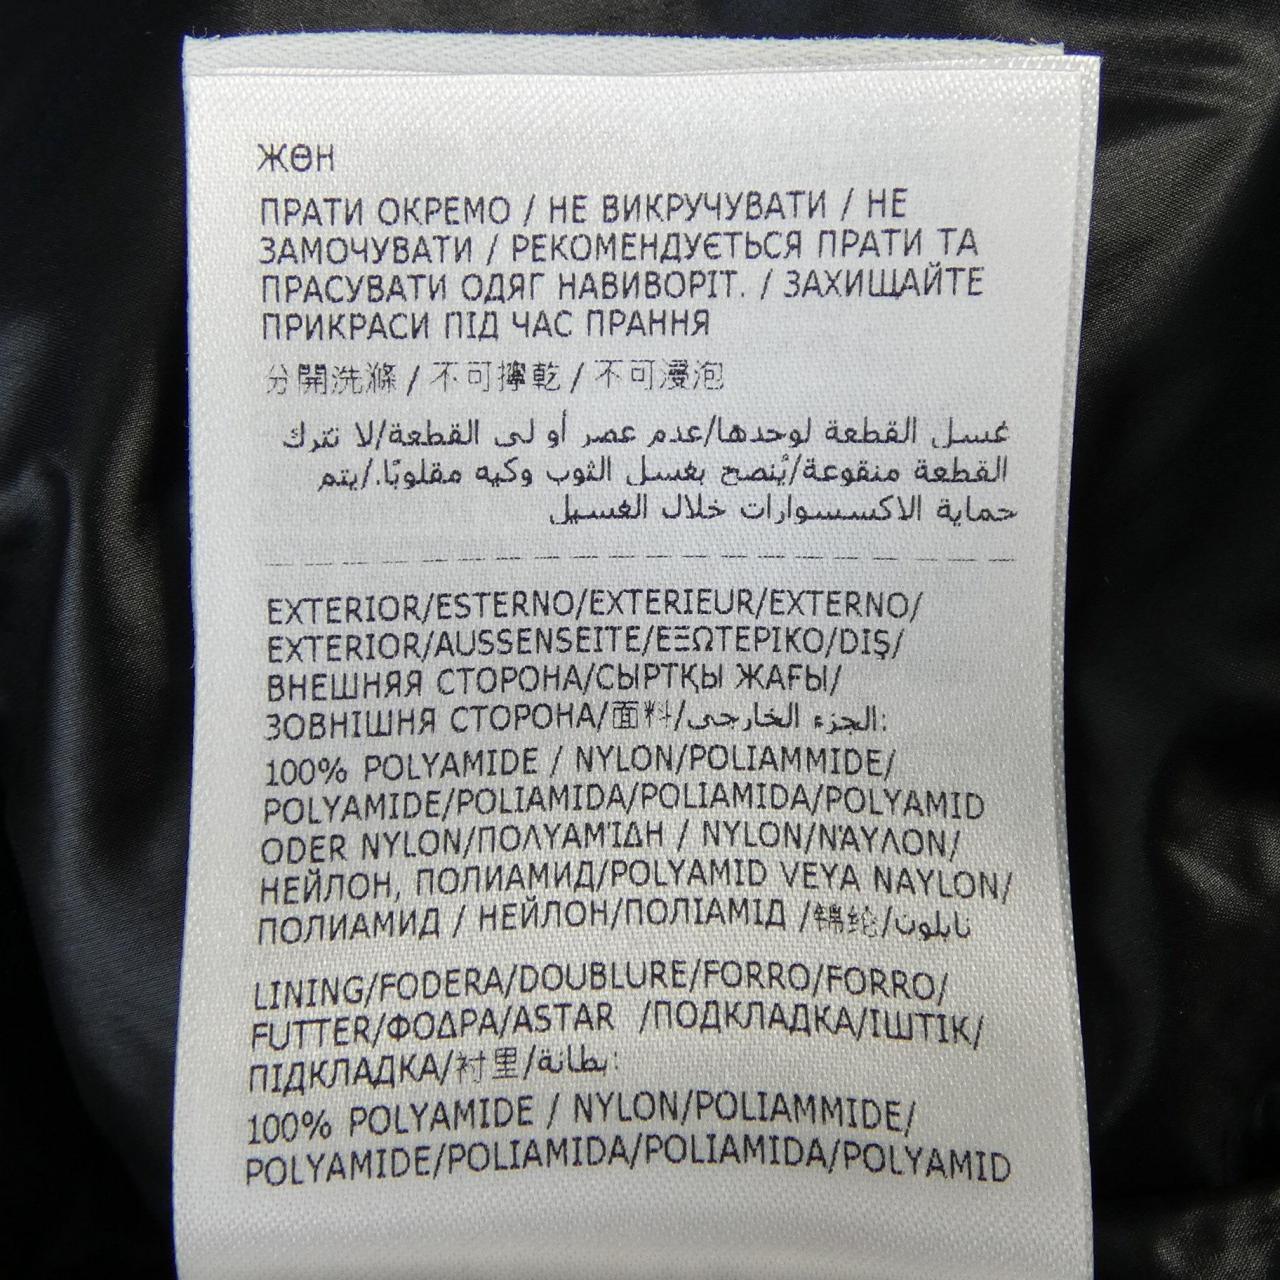 ЖӨН
ПРАТИ ОКРЕМО / НЕ ВИКРУЧУВАТИ / НЕ
ЗАМОЧУВАТИ / РЕКОМЕНДУЄТЬСЯ ПРАТИ ТА
ПРАСУВАТИ ОДЯГ НАВИВОРІТ. / ЗАХИЩАЙТЕ
ПРИКРАСИ ПІД ЧАС ПРАННЯ
分開洗滌 / 不可擰乾 / 不可浸泡
غسل القطعة لوحدها/عدم عصر أو لى القطعة/لا تترك
القطعة منقوعة/يُنصح بغسل الثوب وكيه مقلوبًا./يتم
حماية الاكسسوارات خلال الغسيل
EXTERIOR/ESTERNO/EXTERIEUR/EXTERNO/
EXTERIOR/AUSSENSEITE/ΕΞΩΤΕΡΙΚΟ/DIŞ/
ВНЕШНЯЯ СТОРОНА/СЫРТҚЫ ЖАҒЫ/
ЗОВНІШНЯ СТОРОНА/面料/الجزء الخارجى:
100% POLYAMIDE / NYLON/POLIAMMIDE/
POLYAMIDE/POLIAMIDA/POLIAMIDA/POLYAMID
ODER NYLON/ΠΟΛΥΑΜΊΔΗ / NYLON/ΝΆΥΛΟΝ/
НЕЙЛОН, ПОЛИАМИД/POLYAMID VEYA NAYLON/
ПОЛИАМИД / НЕЙЛОН/ПОЛІАМІД /锦纶/نايلون
LINING/FODERA/DOUBLURE/FORRO/FORRO/
FUTTER/ΦΟΔΡΑ/ASTAR /ПОДКЛАДКА/ІШТІК/
ПІДКЛАДКА/衬里/بطانة:
100% POLYAMIDE / NYLON/POLIAMMIDE/
POLYAMIDE/POLIAMIDA/POLIAMIDA/POLYAMID